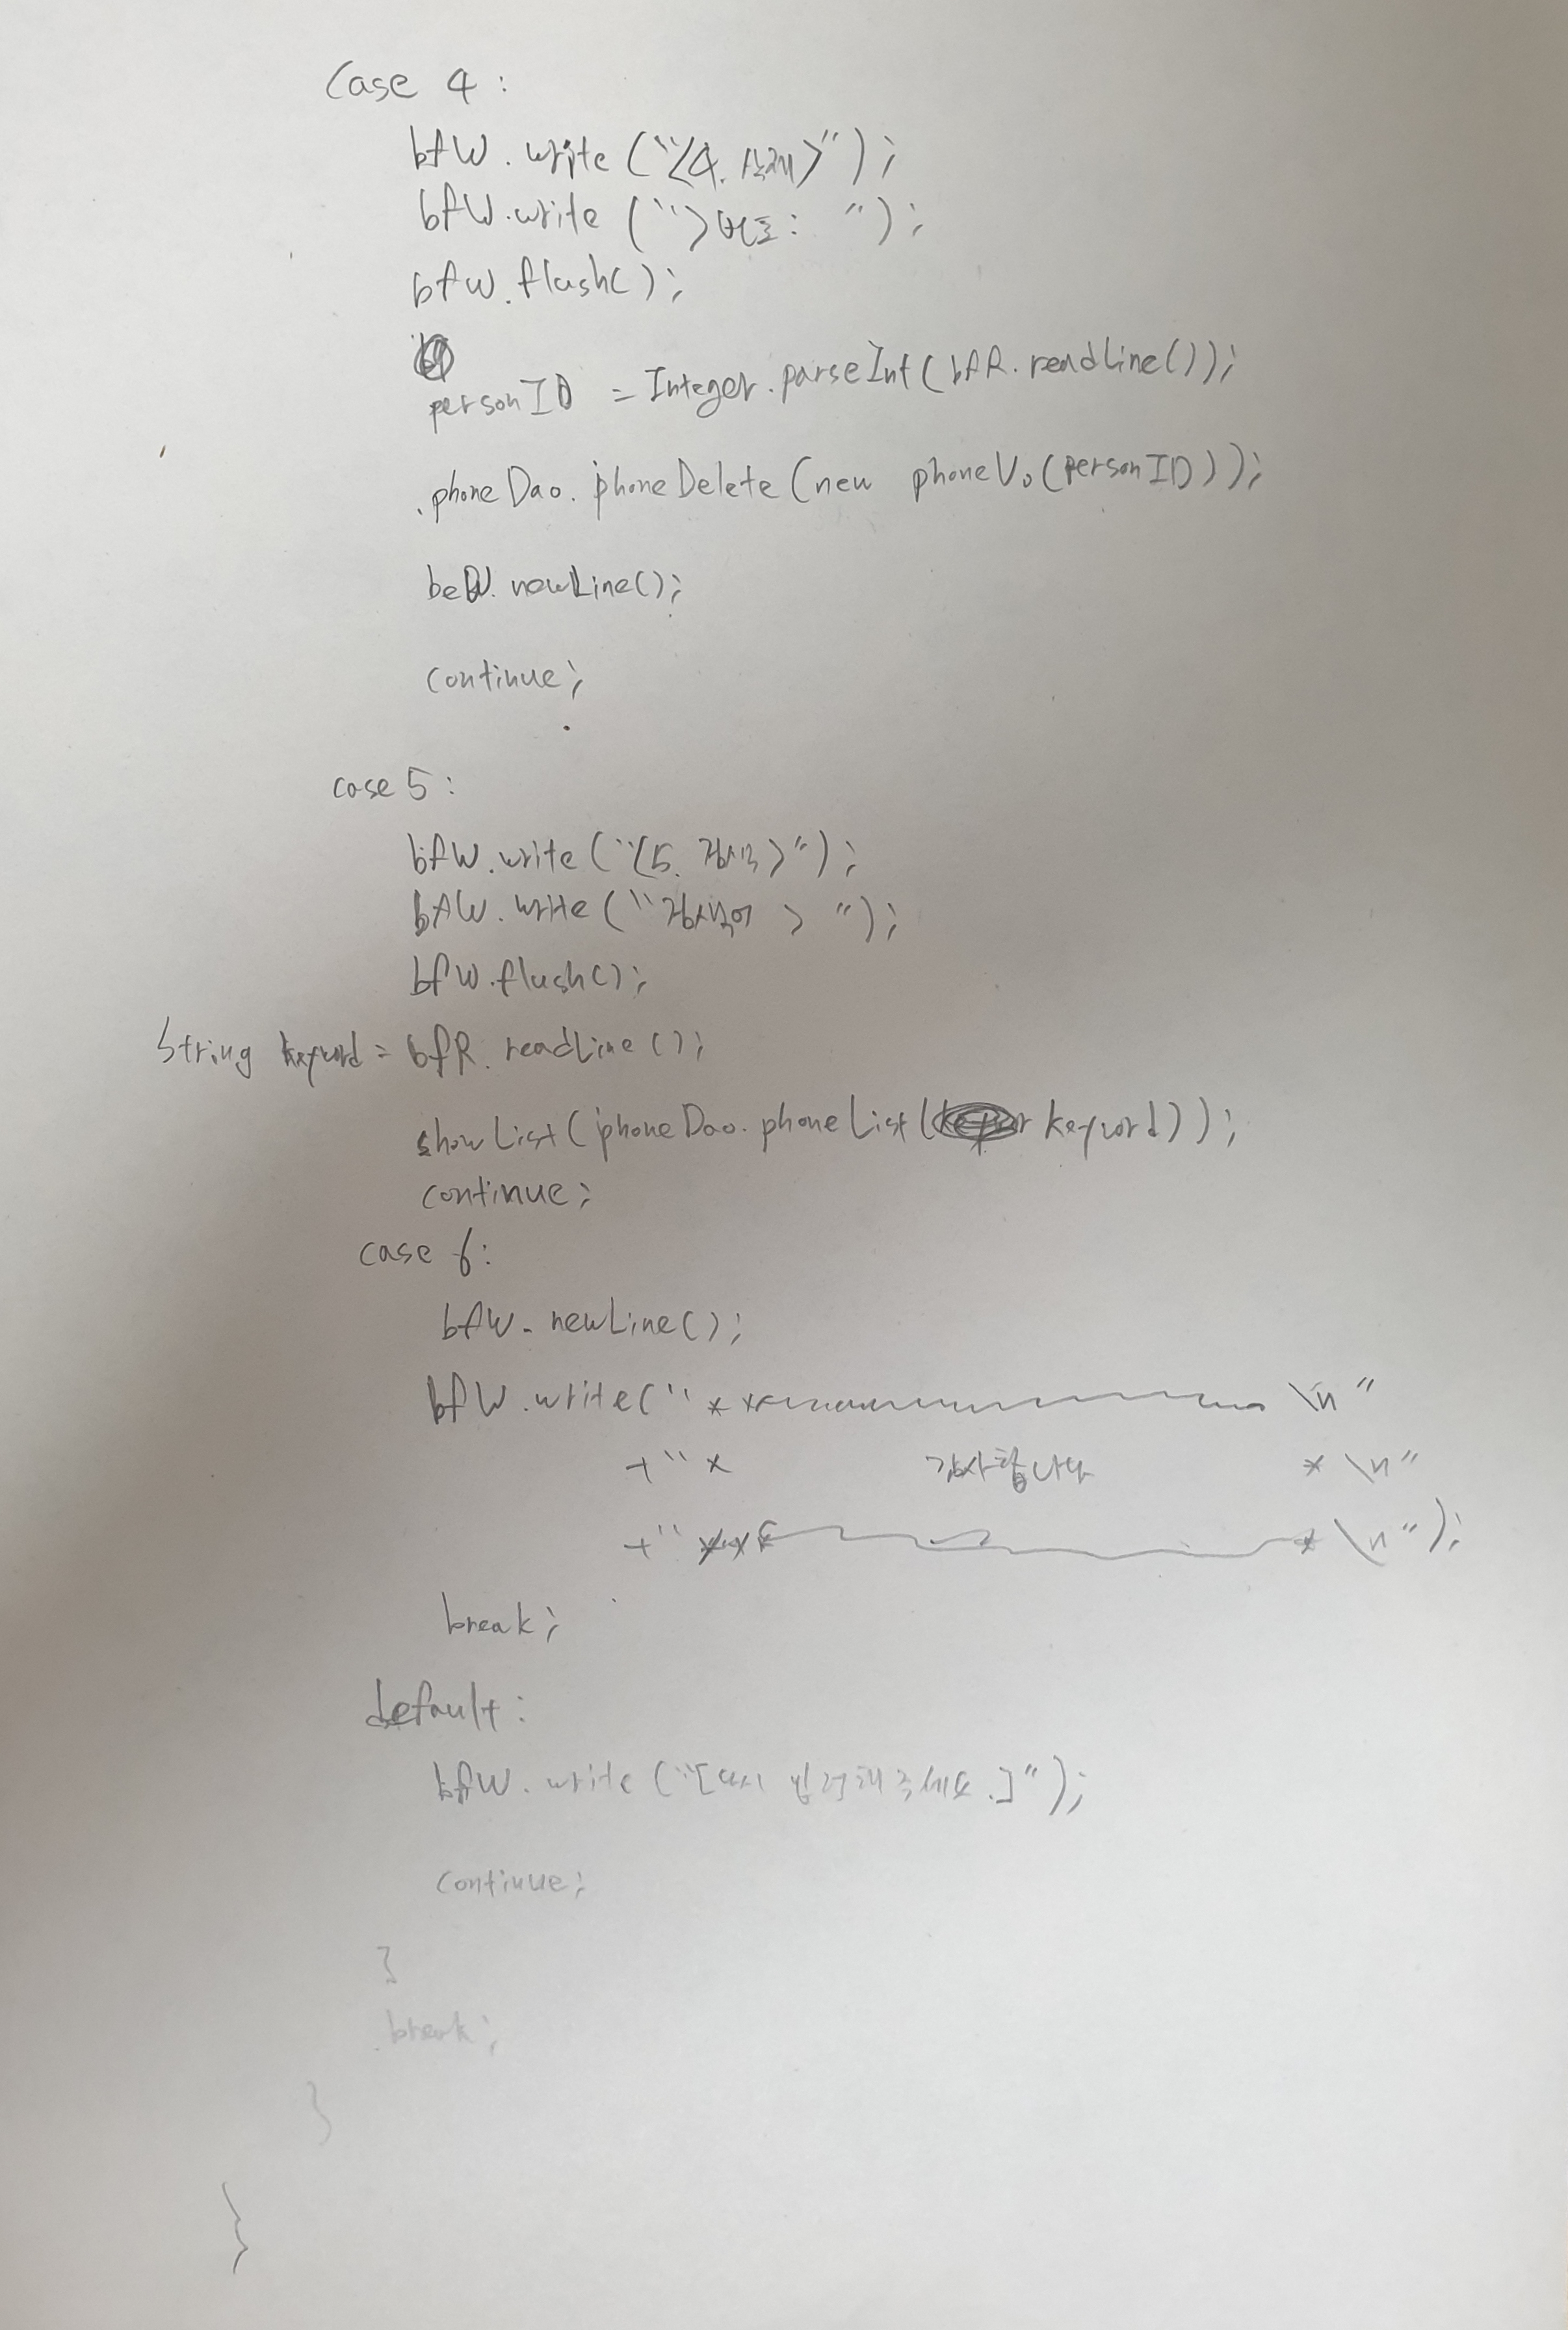 Case 4 :
bfW.write("<4. 삭제>");
bfW.write(">번호: ");
bfW.flush();
personID = Integer.parseInt(bfR.readLine());
phoneDao.phoneDelete(new phoneVo(personID));
bfW.newLine();
continue;
case 5 :
bfW.write("<5. 검색>");
bfW.write("검색어 > ");
bfW.flush();
String keyword = bfR.readLine();
showList(phoneDao.phoneList(keyword));
continue;
case 6:
bfW.newLine();
bfW.write("** \n"
+"* 감사합니다 * \n"
+"*** * \n");
break;
default:
bfW.write("[다시 입력해주세요.]");
continue;
}
break;
}
}